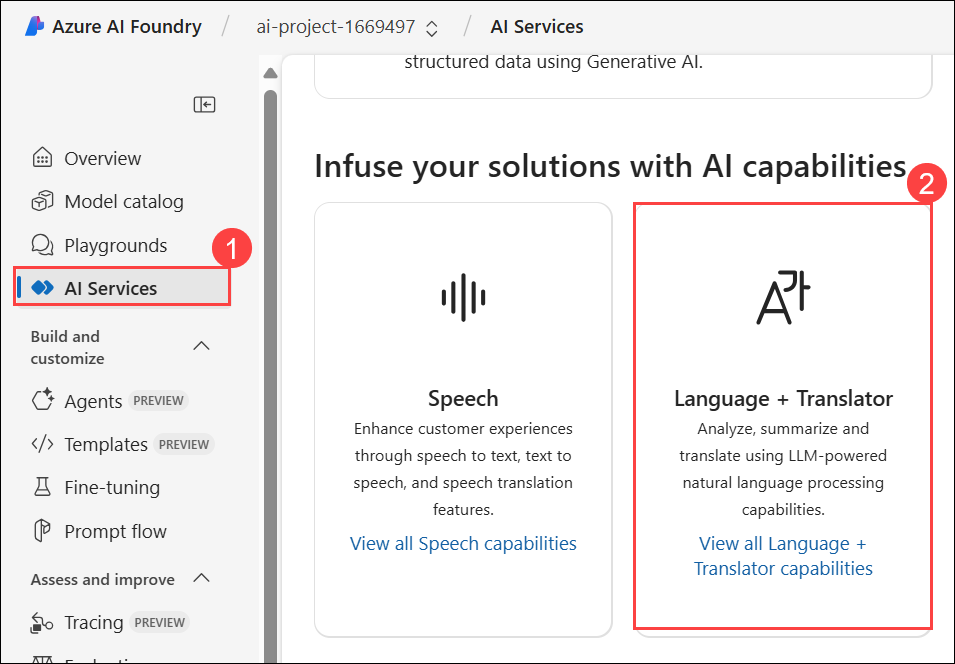 Azure AI Foundry / ai-project-1669497 / AI Services
structured data using Generative AI.
Overview
Model catalog
Playgrounds
1
AI Services
Build and
customize
Agents PREVIEW
Templates PREVIEW
Fine-tuning
Prompt flow
Assess and improve
Tracing PREVIEW
Infuse your solutions with AI capabilities
2
Speech
Enhance customer experiences
through speech to text, text to
speech, and speech translation
features.
View all Speech capabilities
Language + Translator
Analyze, summarize and
translate using LLM-powered
natural language processing
capabilities.
View all Language +
Translator capabilities